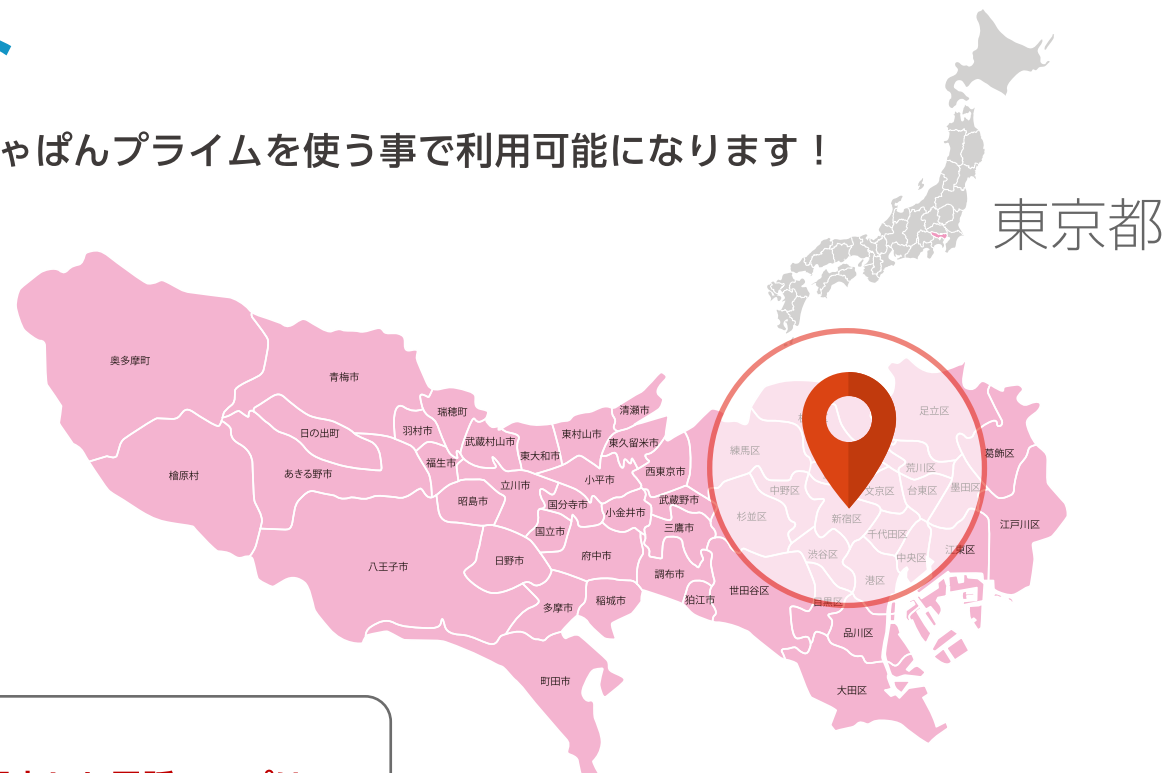 ゃぱんプライムを使う事で利用可能になります！
東京都
奥多摩町
青梅市
瑞穂町
清瀬市
足立区
羽村市
日の出町
武蔵村山市
東村山市
東久留米市
練馬区
葛飾区
東大和市
福生市
檜原村
あきる野市
西東京市
荒川区
小平市
立川市
中野区
文京区
台東区
墨田区
昭島市
国分寺市
武蔵野市
小金井市
杉並区
新宿区
三鷹市
江戸川区
国立市
千代田区
府中市
渋谷区
中央区
江東区
日野市
八王子市
調布市
港区
世田谷区
狛江市
稲城市
目黒区
多摩市
品川区
町田市
大田区